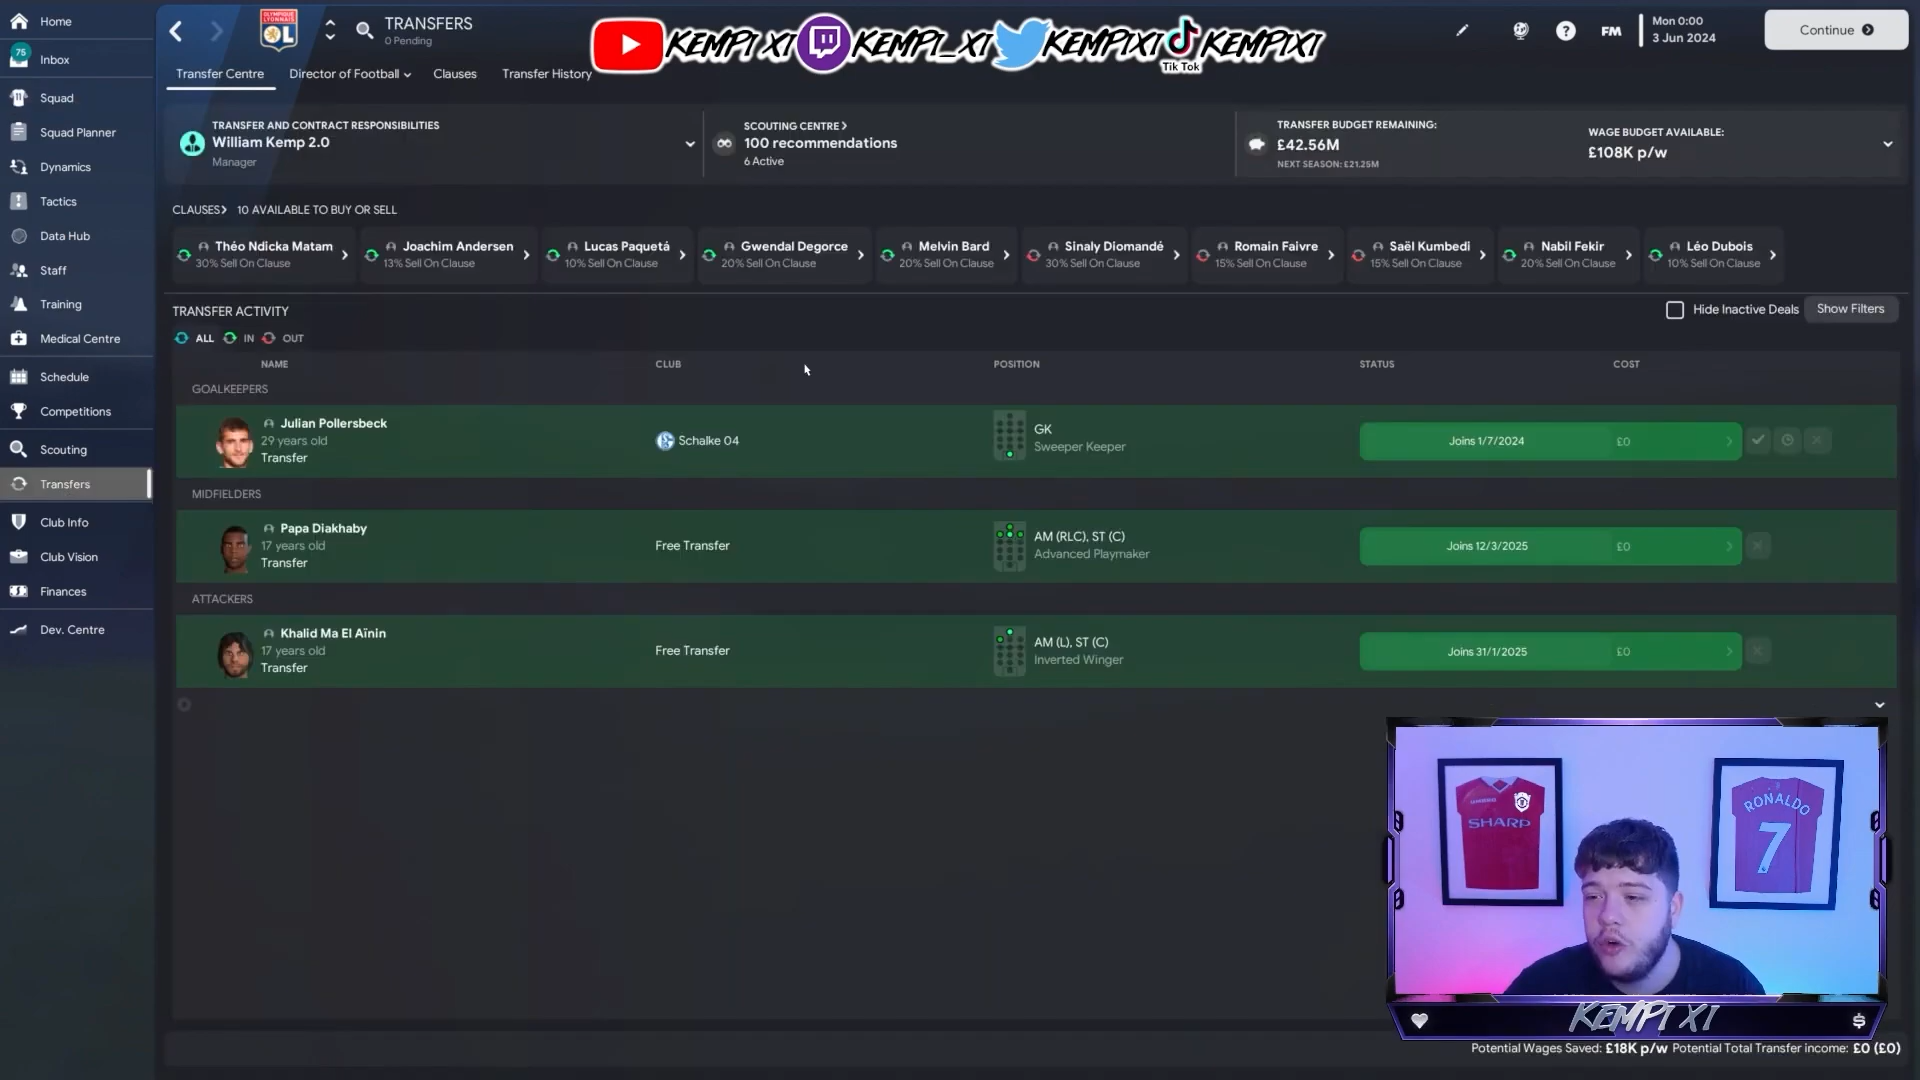 Home
75
Inbox
Squad
Squad Planner
Dynamics
Tactics
Data Hub
Staff
Training
Medical Centre
Schedule
Competitions
Scouting
Transfers
Club Info
Club Vision
Finances
Dev. Centre
OLYMPIQUE LYONNAIS
OL
TRANSFERS
0 Pending
KEMPI XI KEMPI_XI KEMPIXI KEMPIXI
Tik Tok
FM
Mon 0:00
3 Jun 2024
Continue
Transfer Centre Director of Football Clauses Transfer History
TRANSFER AND CONTRACT RESPONSIBILITIES
William Kemp 2.0
Manager
SCOUTING CENTRE>
100 recommendations
6 Active
TRANSFER BUDGET REMAINING:
£42.56M
NEXT SEASON: £21.25M
WAGE BUDGET AVAILABLE:
£108K p/w
CLAUSES> 10 AVAILABLE TO BUY OR SELL
Théo Ndicka Matam
30% Sell On Clause
Joachim Andersen
13% Sell On Clause
Lucas Paquetá
10% Sell On Clause
Gwendal Degorce
20% Sell On Clause
Melvin Bard
20% Sell On Clause
Sinaly Diomandé
30% Sell On Clause
Romain Faivre
15% Sell On Clause
Saël Kumbedi
15% Sell On Clause
Nabil Fekir
20% Sell On Clause
Léo Dubois
10% Sell On Clause
TRANSFER ACTIVITY
Hide Inactive Deals Show Filters
ALL IN OUT
NAME CLUB POSITION STATUS COST
GOALKEEPERS
Julian Pollersbeck
29 years old
Transfer
Schalke 04
GK
Sweeper Keeper
Joins 1/7/2024 £0
MIDFIELDERS
Papa Diakhaby
17 years old
Transfer
Free Transfer
AM (RLC), ST (C)
Advanced Playmaker
Joins 12/3/2025 £0
ATTACKERS
Khalid Ma El Aïnin
17 years old
Transfer
Free Transfer
AM (L), ST (C)
Inverted Winger
Joins 31/1/2025 £0
SHARP
RONALDO
7
KEMPI XI
Potential Wages Saved: £18K p/w Potential Total Transfer income: £0 (£0)